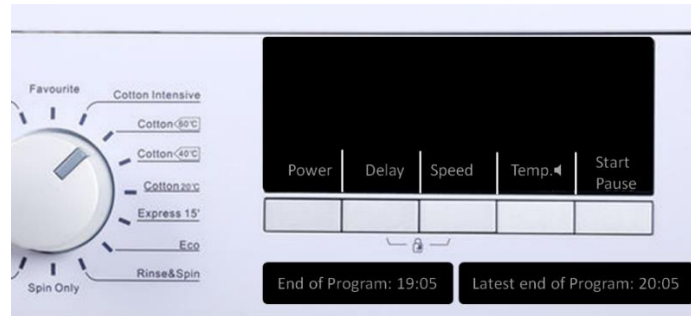 Favourite
Cotton Intensive
Cotton 60℃
Cotton 40℃
Cotton 20℃
Express 15'
Eco
Rinse&Spin
Spin Only
Power Delay Speed Temp. Start
Pause
End of Program: 19:05 Latest end of Program: 20:05